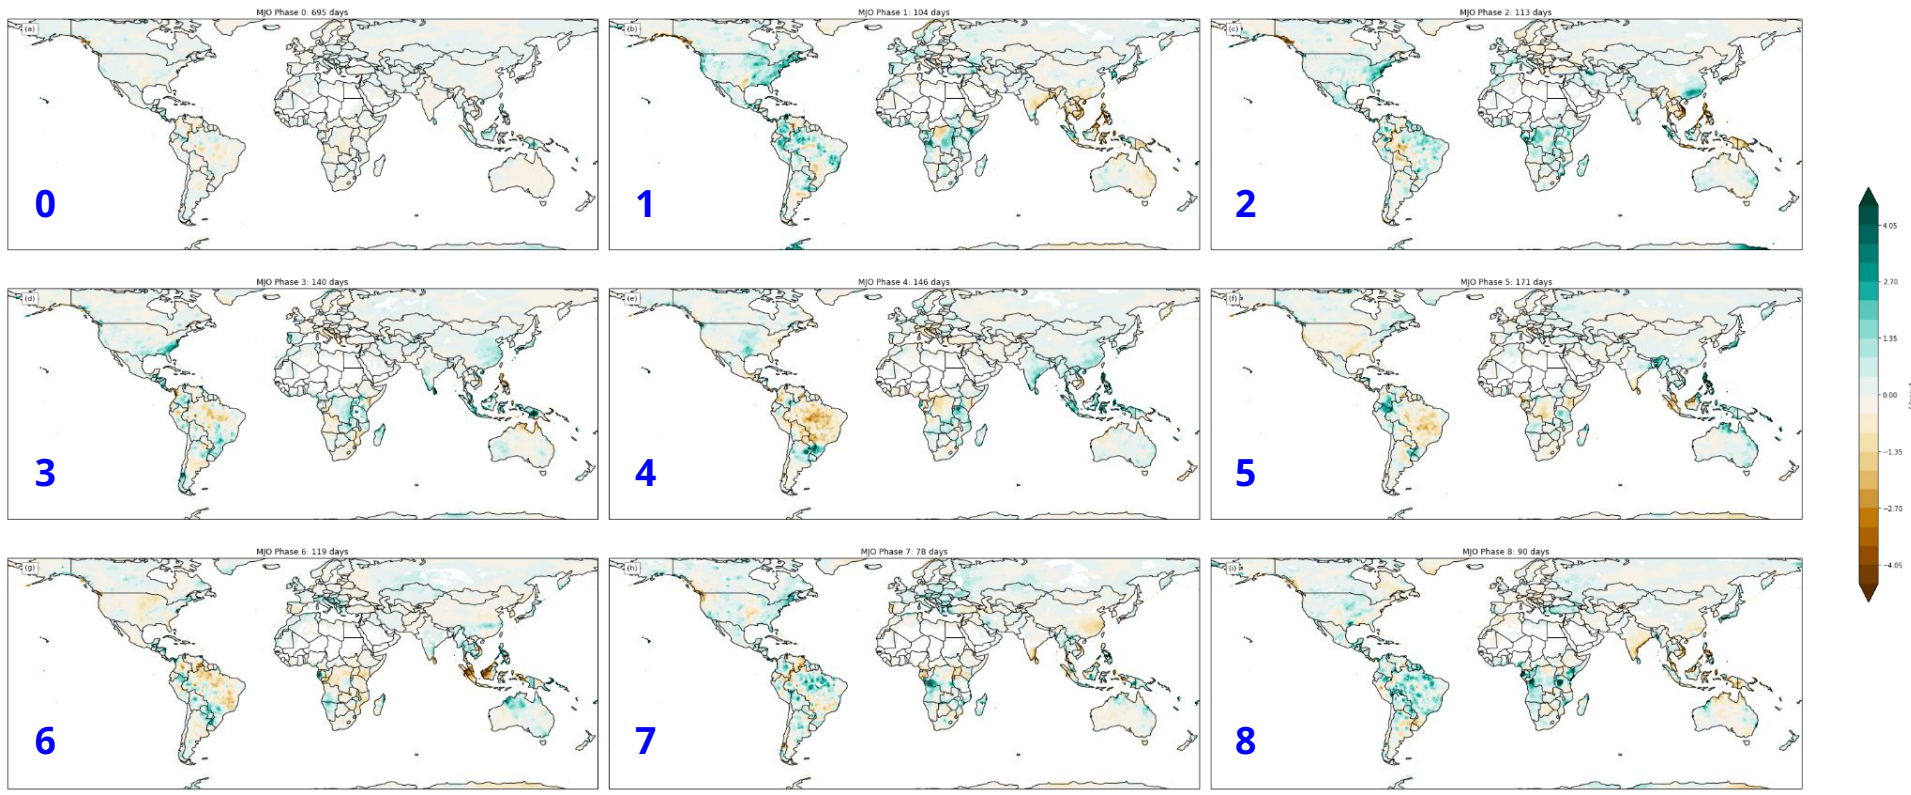 MJO Phase 0: 695 days
(a)
0
MJO Phase 1: 104 days
(b)
1
MJO Phase 2: 113 days
(c)
2
MJO Phase 3: 140 days
(d)
3
MJO Phase 4: 146 days
(e)
4
MJO Phase 5: 171 days
(f)
5
MJO Phase 6: 119 days
(g)
6
MJO Phase 7: 78 days
(h)
7
MJO Phase 8: 90 days
(i)
8
4.05
2.70
1.35
0.00
−1.35
−2.70
−4.05